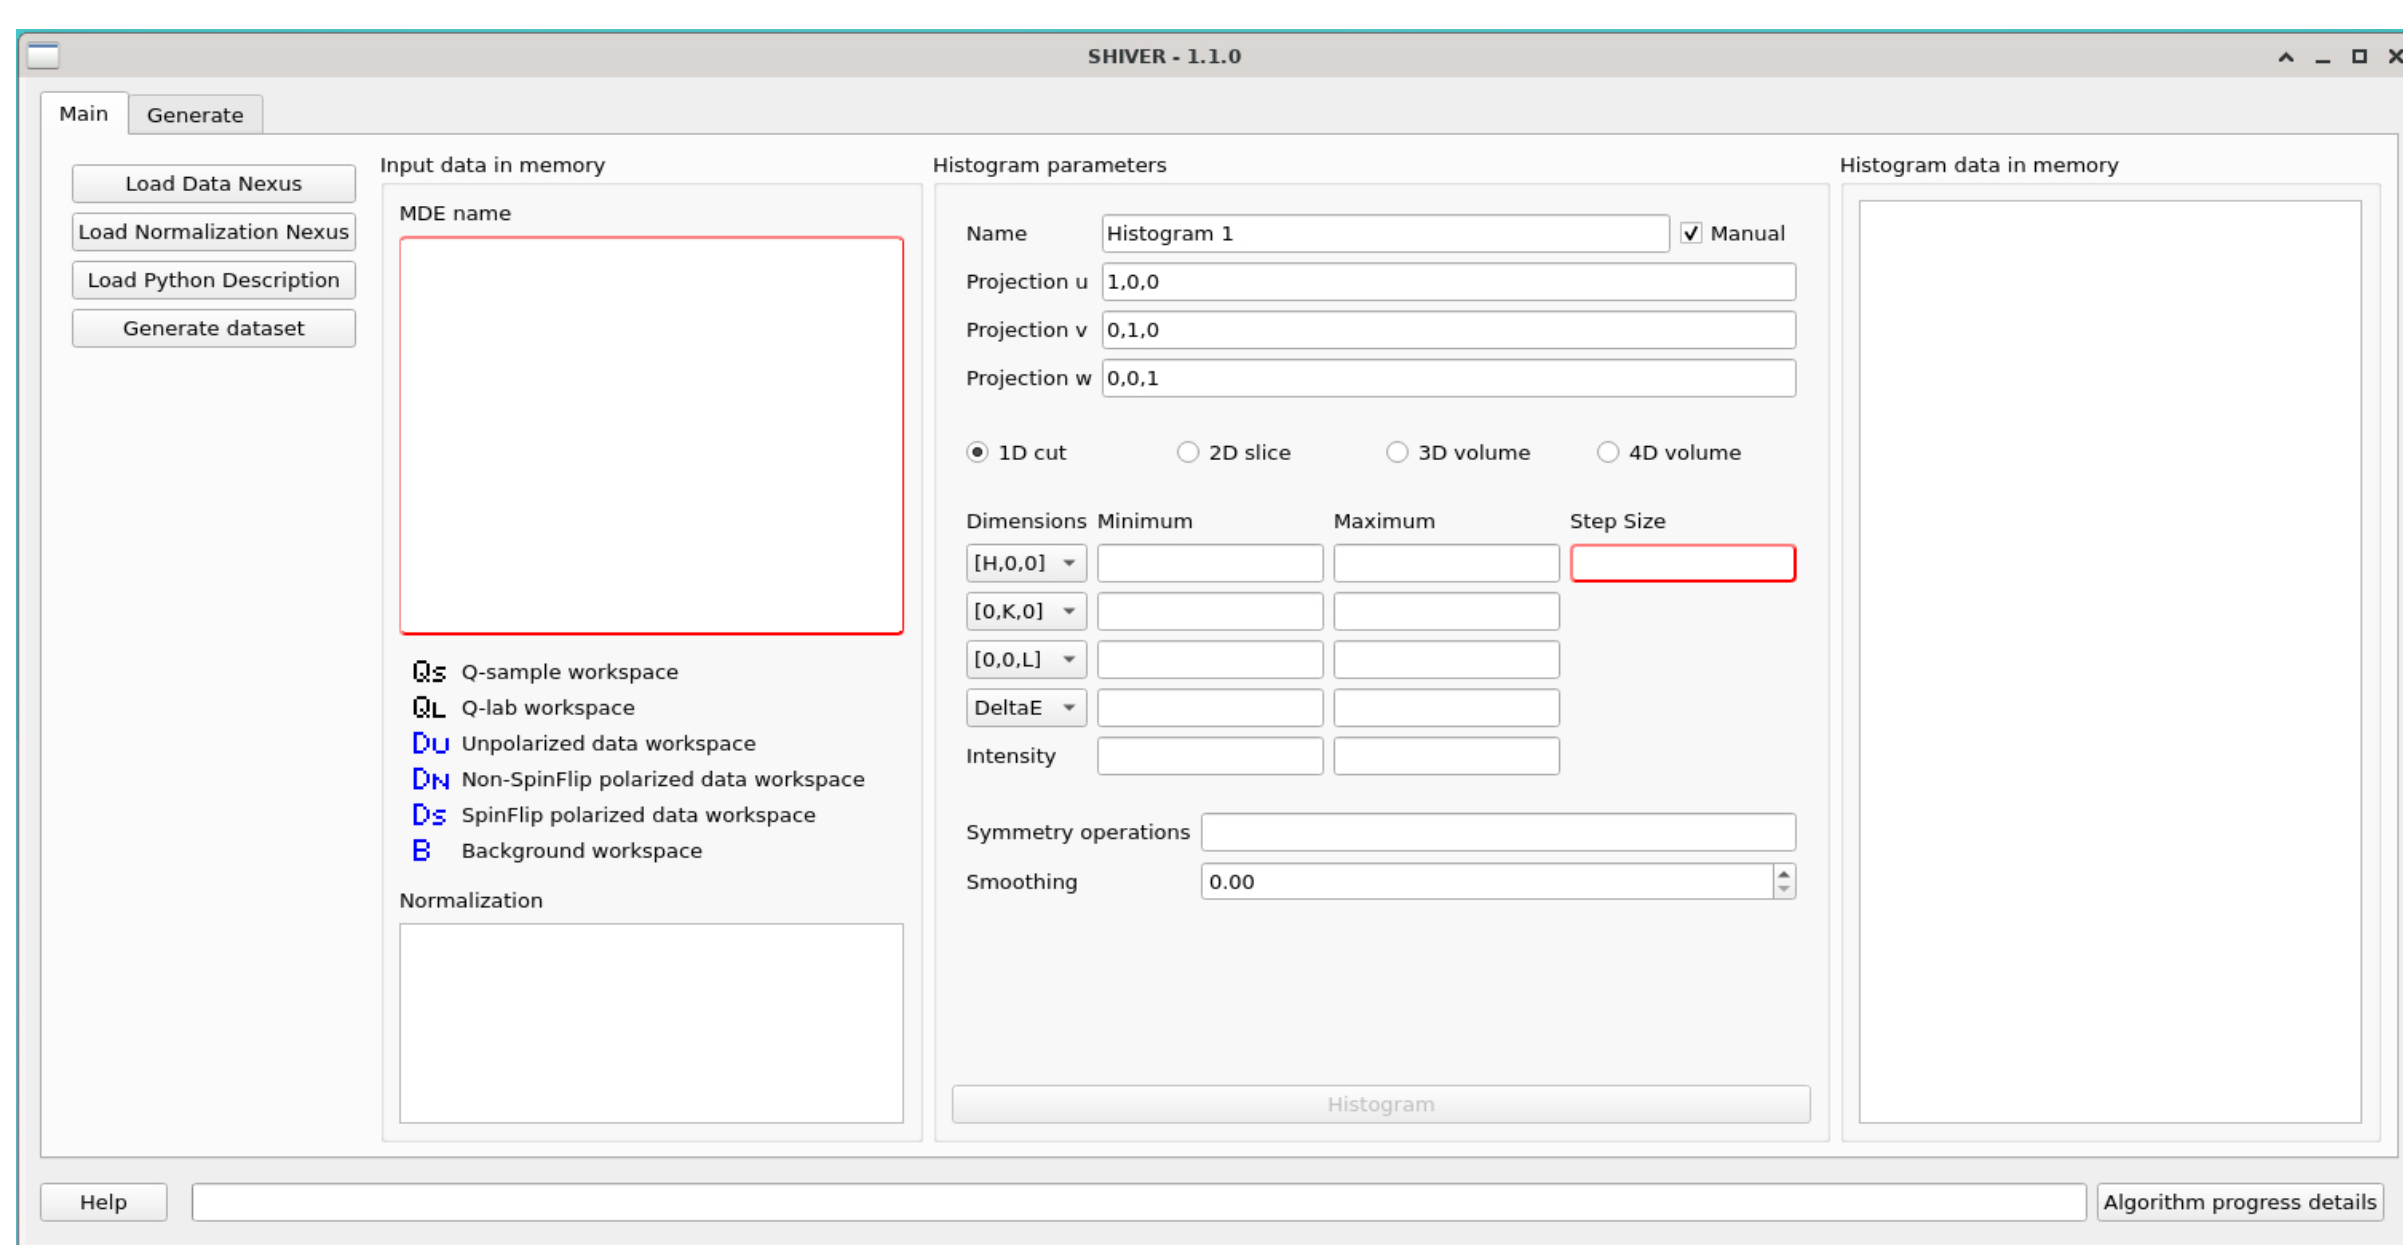 SHIVER - 1.1.0
Main
Generate
Load Data Nexus
Load Normalization Nexus
Load Python Description
Generate dataset
Input data in memory
MDE name
Qs Q-sample workspace
QL Q-lab workspace
DU Unpolarized data workspace
DN Non-SpinFlip polarized data workspace
Ds SpinFlip polarized data workspace
B Background workspace
Normalization
Histogram parameters
Name Histogram 1 Manual
Projection u 1,0,0
Projection v 0,1,0
Projection w 0,0,1
1D cut 2D slice 3D volume 4D volume
Dimensions Minimum Maximum Step Size
[H,0,0]
[0,K,0]
[0,0,L]
DeltaE
Intensity
Symmetry operations
Smoothing 0.00
Histogram
Histogram data in memory
Help
Algorithm progress details